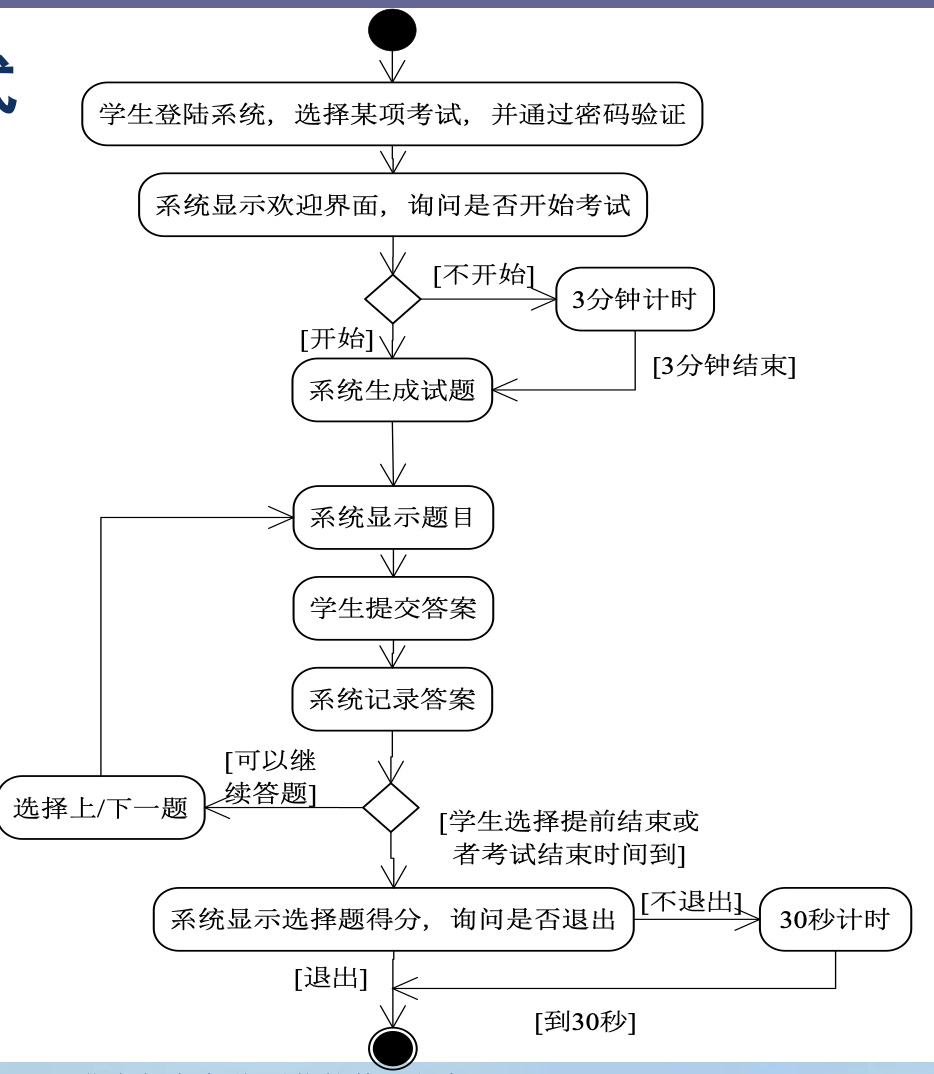 学生登陆系统，选择某项考试，并通过密码验证
系统显示欢迎界面，询问是否开始考试
[不开始]
3分钟计时
[开始]
[3分钟结束]
系统生成试题
系统显示题目
学生提交答案
系统记录答案
[可以继
续答题]
选择上/下一题
[学生选择提前结束或
者考试结束时间到]
系统显示选择题得分，询问是否退出
[不退出]
30秒计时
[退出]
[到30秒]